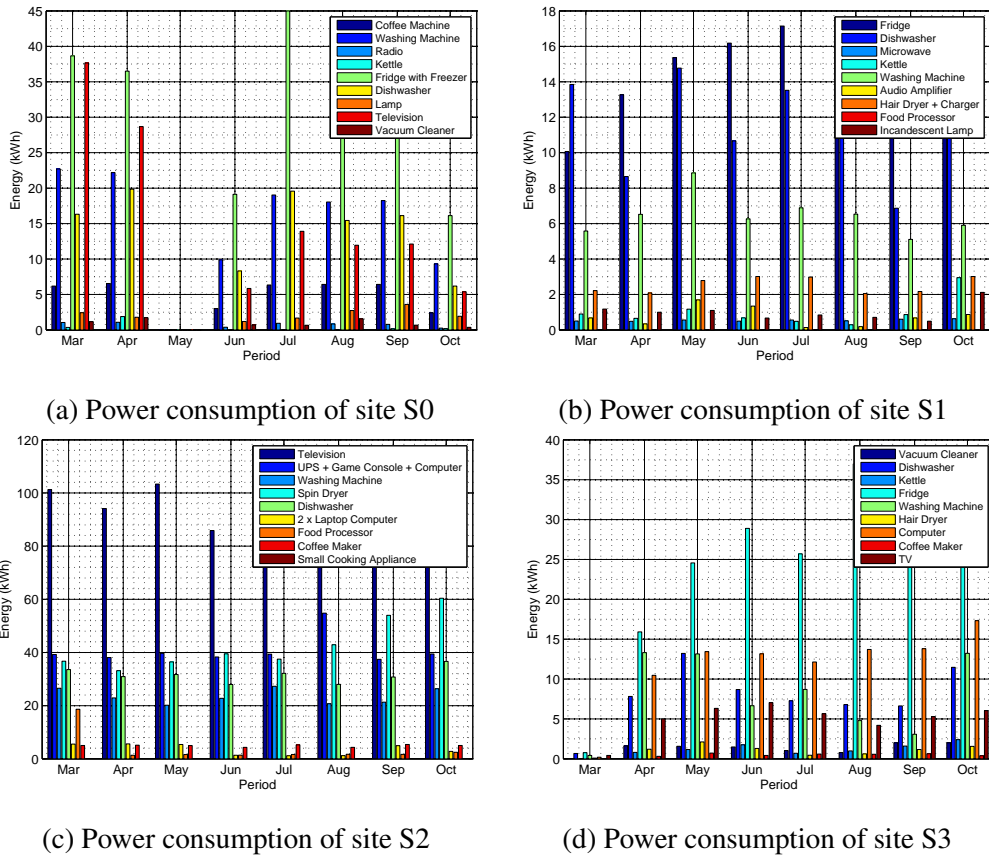 45
40
35
30
25
20
15
10
5
0
Energy (kWh)
Mar Apr May Jun Jul Aug Sep Oct
Period
Coffee Machine
Washing Machine
Radio
Kettle
Fridge with Freezer
Dishwasher
Lamp
Television
Vacuum Cleaner
(a) Power consumption of site S0
18
16
14
12
10
8
6
4
2
0
Energy (kWh)
Mar Apr May Jun Jul Aug Sep Oct
Period
Fridge
Dishwasher
Microwave
Kettle
Washing Machine
Audio Amplifier
Hair Dryer + Charger
Food Processor
Incandescent Lamp
(b) Power consumption of site S1
120
100
80
60
40
20
0
Energy (kWh)
Mar Apr May Jun Jul Aug Sep Oct
Period
Television
UPS + Game Console + Computer
Washing Machine
Spin Dryer
Dishwasher
2 x Laptop Computer
Food Processor
Coffee Maker
Small Cooking Appliance
(c) Power consumption of site S2
40
35
30
25
20
15
10
5
0
Energy (kWh)
Mar Apr May Jun Jul Aug Sep Oct
Period
Vacuum Cleaner
Dishwasher
Kettle
Fridge
Washing Machine
Hair Dryer
Computer
Coffee Maker
TV
(d) Power consumption of site S3